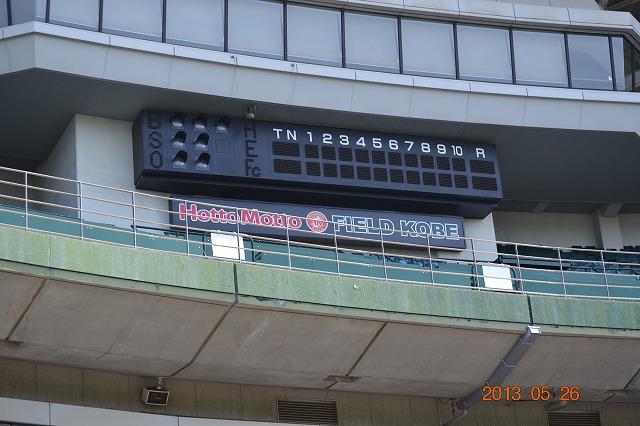 B H
S E
O Fc
TN 1 2 3 4 5 6 7 8 9 10 R
Hotto Motto FIELD KOBE
2013 05 26